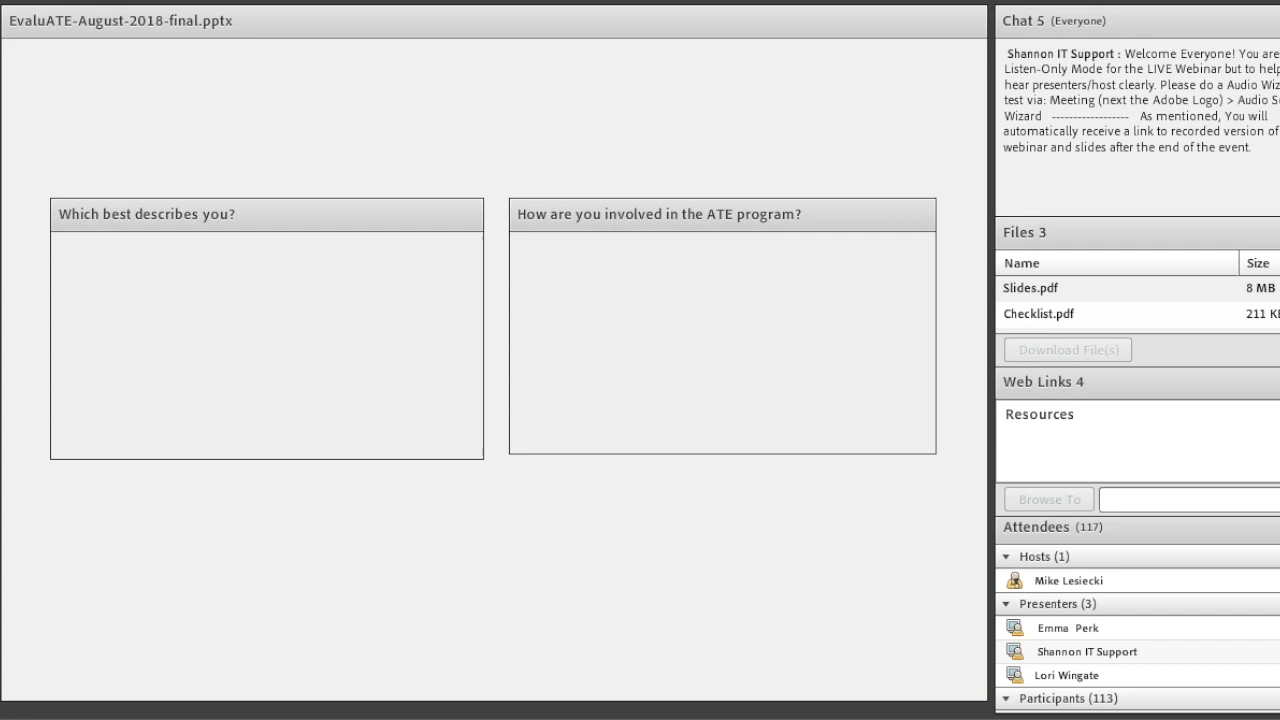 EvaluATE-August-2018-final.pptx
Which best describes you?
How are you involved in the ATE program?
Chat 5 (Everyone)
Shannon IT Support : Welcome Everyone! You are
Listen-Only Mode for the LIVE Webinar but to help
hear presenters/host clearly. Please do a Audio Wiz
test via: Meeting (next the Adobe Logo) > Audio S
Wizard ------------------ As mentioned, You will
automatically receive a link to recorded version of
webinar and slides after the end of the event.
Files 3
Name Size
Slides.pdf 8 MB
Checklist.pdf 211 KB
Download File(s)
Web Links 4
Resources
Browse To
Attendees (117)
Hosts (1)
Mike Lesiecki
Presenters (3)
Emma Perk
Shannon IT Support
Lori Wingate
Participants (113)